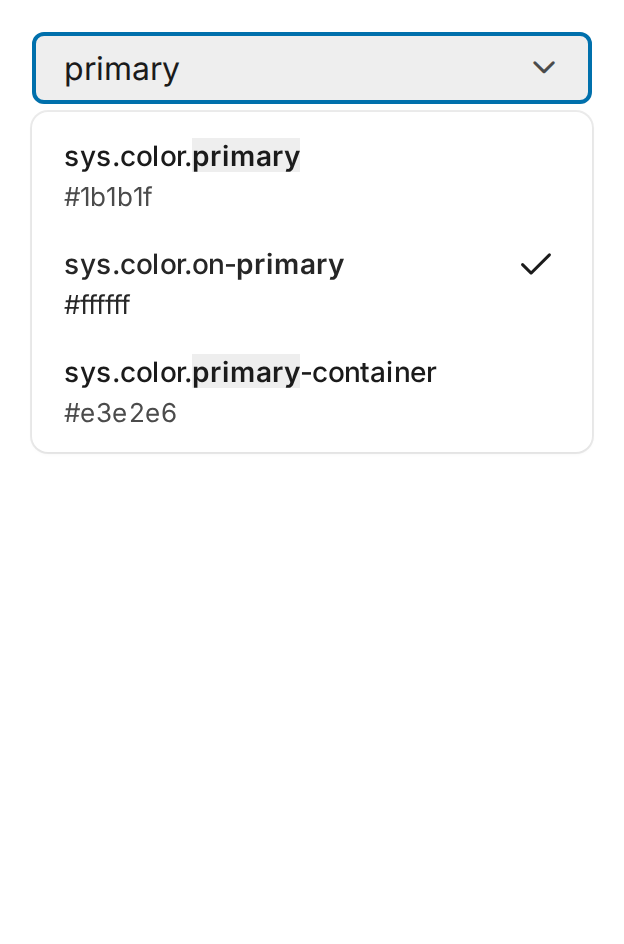 primary
sys.color.primary
#1b1b1f
sys.color.on-primary
#ffffff
sys.color.primary-container
#e3e2e6